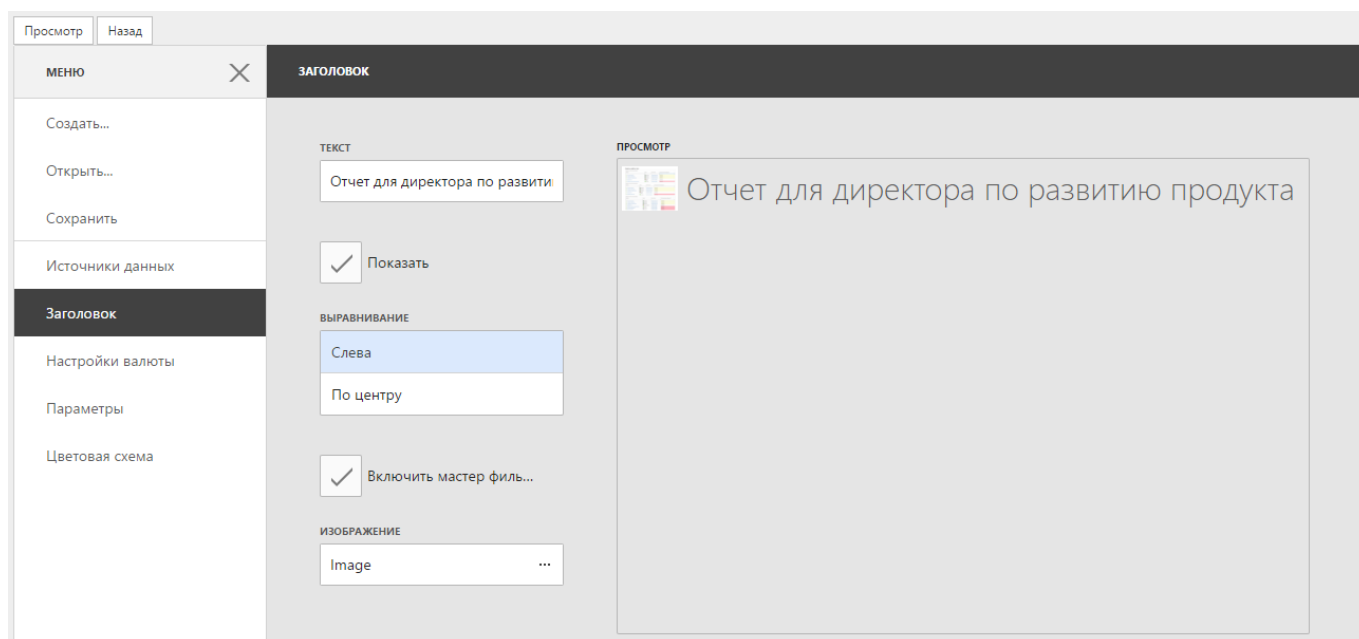 Просмотр
Назад
МЕНЮ
Создать...
Открыть...
Сохранить
Источники данных
Заголовок
Настройки валюты
Параметры
Цветовая схема
ЗАГОЛОВОК
ТЕКСТ
Отчет для директора по развити
Показать
ВЫРАВНИВАНИЕ
Слева
По центру
Включить мастер филь...
ИЗОБРАЖЕНИЕ
Image
...
ПРОСМОТР
Отчет для директора по развитию продукта